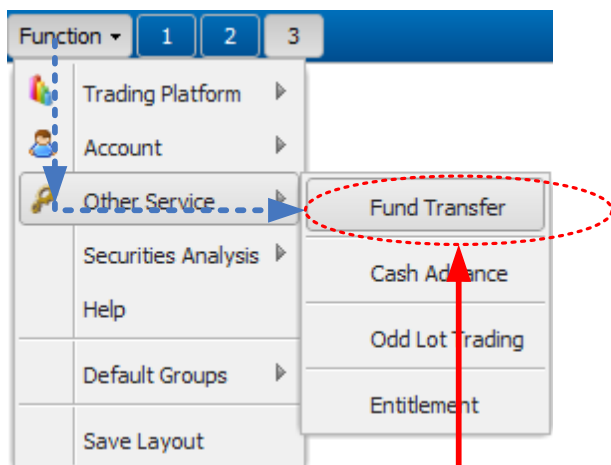 Function 1 2 3
Trading Platform
Account
Other Service
Securities Analysis
Help
Default Groups
Save Layout
Fund Transfer
Cash Advance
Odd Lot Trading
Entitlement